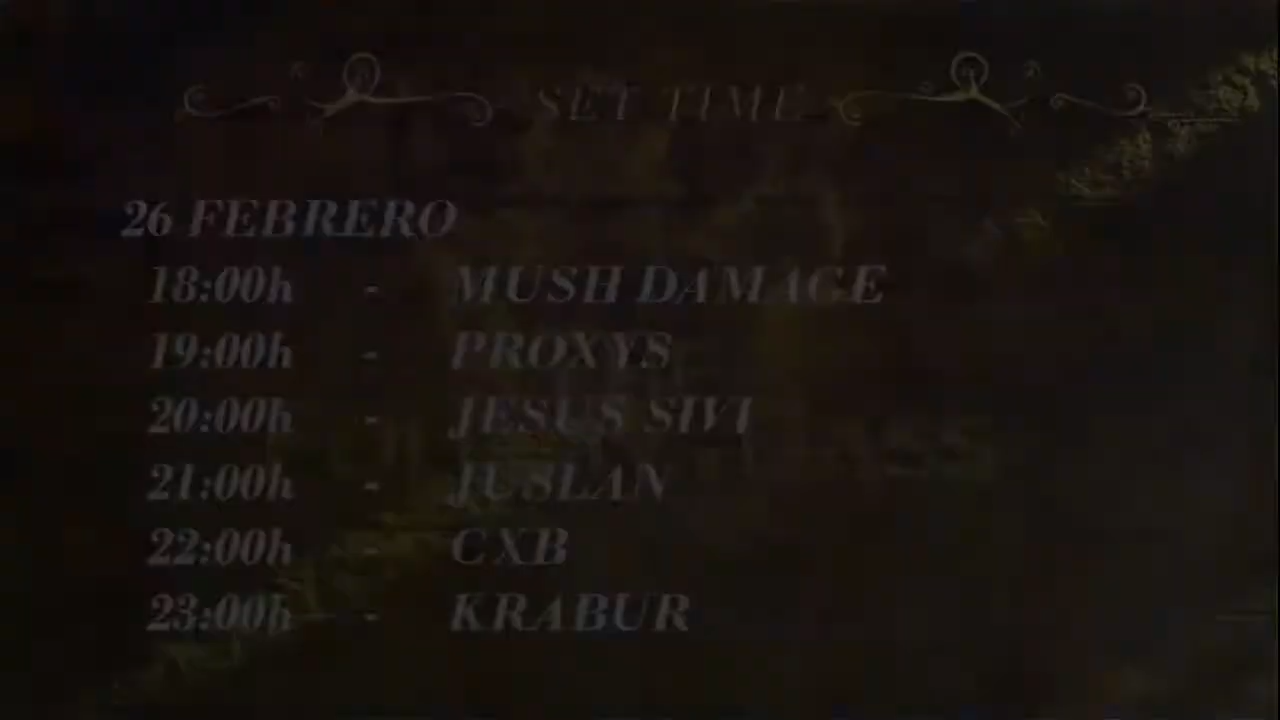 SET TIME
26 FEBRERO
18:00h - MUSH DAMAGE
19:00h - PROXYS
20:00h - JESUS SIVI
21:00h - JUSLAN
22:00h - CXB
23:00h - KRABUR